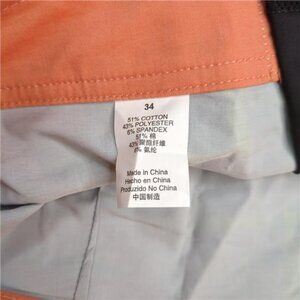 34
51% COTTON
43% POLYESTER
6% SPANDEX
51% 棉
43% 聚酯纤维
6% 氨纶
Made in China
Hecho en China
Produzido No China
中国制造